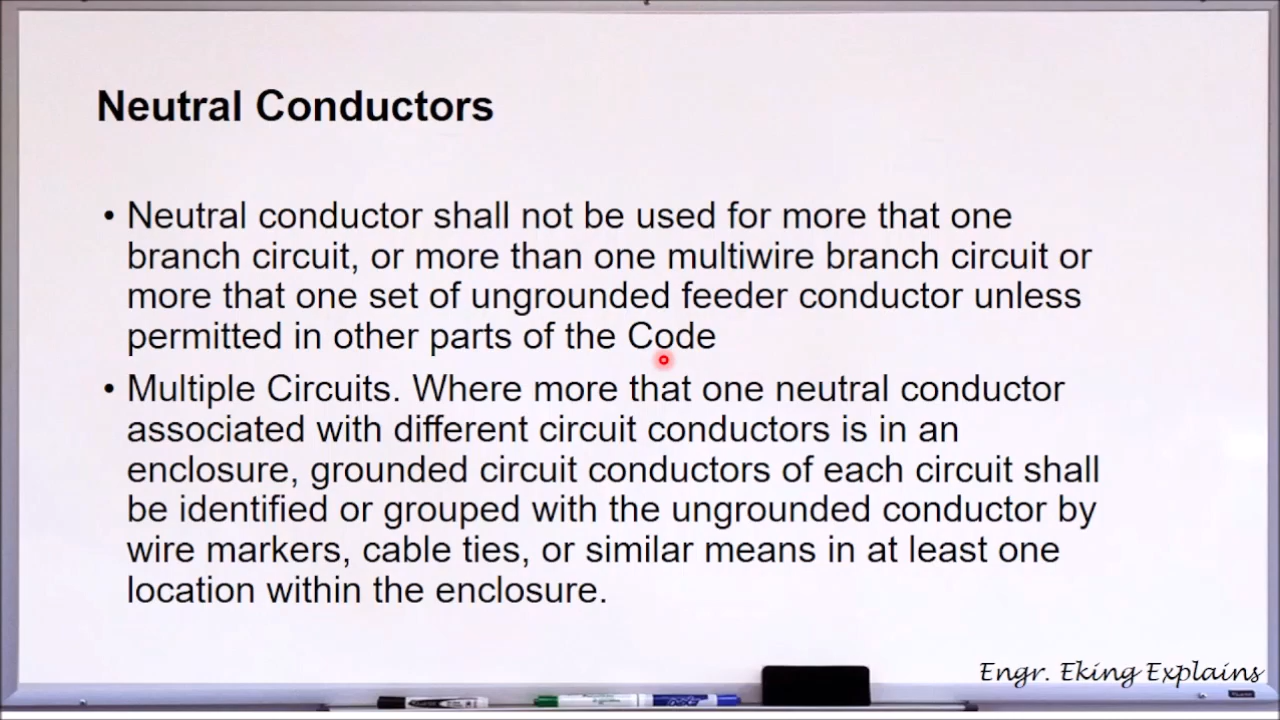 Neutral Conductors
• Neutral conductor shall not be used for more that one
branch circuit, or more than one multiwire branch circuit or
more that one set of ungrounded feeder conductor unless
permitted in other parts of the Code
• Multiple Circuits. Where more that one neutral conductor
associated with different circuit conductors is in an
enclosure, grounded circuit conductors of each circuit shall
be identified or grouped with the ungrounded conductor by
wire markers, cable ties, or similar means in at least one
location within the enclosure.
Engr. Eking Explains